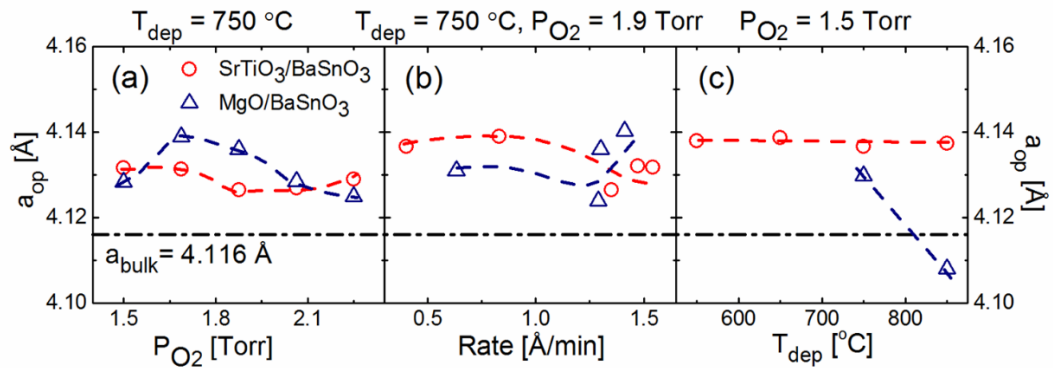 T_dep = 750 °C
T_dep = 750 °C, P_O2 = 1.9 Torr
P_O2 = 1.5 Torr
4.16
4.14
4.12
4.10
a_op [Å]
(a)
SrTiO3/BaSnO3
MgO/BaSnO3
a_bulk = 4.116 Å
1.5
1.8
2.1
P_O2 [Torr]
(b)
0.5
1.0
1.5
Rate [Å/min]
(c)
600
700
800
T_dep [°C]
4.16
4.14
4.12
4.10
a_op [Å]